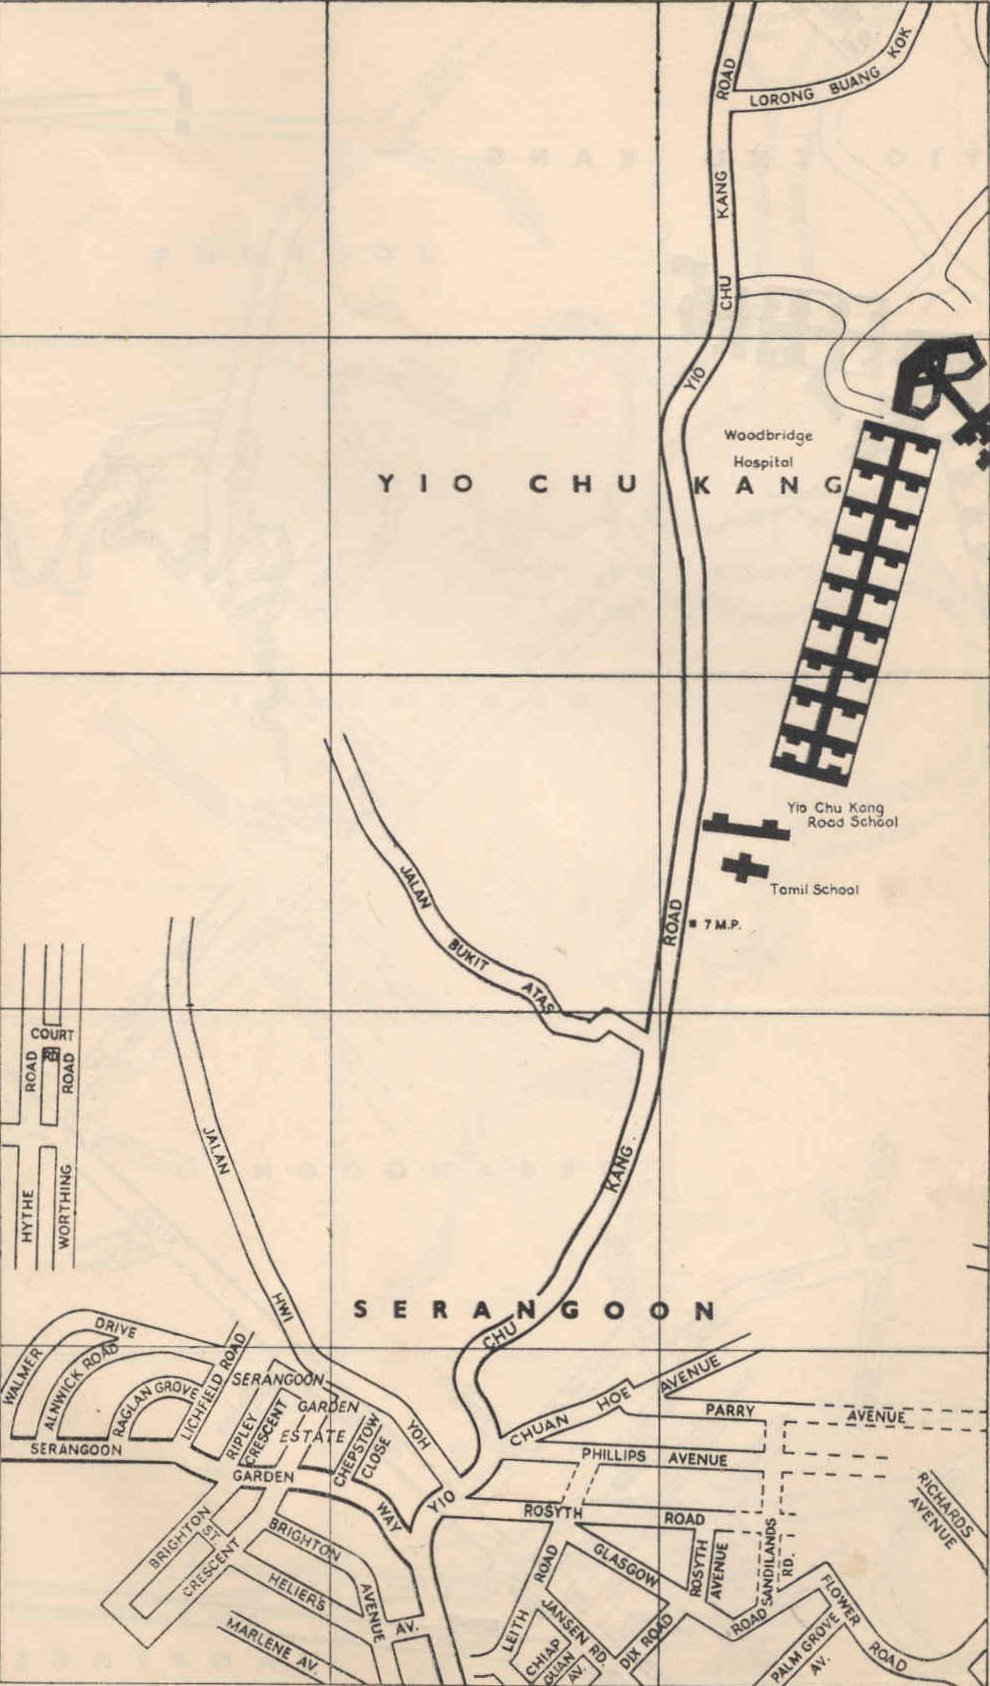 ROAD
LORONG BUANG KOK
KANG
CHU
YIO
Woodbridge
Hospital
YIO CHU KANG
Yio Chu Kang
Road School
Tamil School
7 M.P.
ROAD
JALAN
BUKIT
ATAS
COURT
RD
ROAD
ROAD
HYTHE
WORTHING
JALAN
HWI
YOH
KANG
CHU
YIO
SERANGOON
WALMER
DRIVE
ALNWICK ROAD
RAGLAN GROVE
LICHFIELD ROAD
SERANGOON
GARDEN
ESTATE
RIPLEY
CRESCENT
CHEPSTOW
CLOSE
SERANGOON
GARDEN
WAY
CHUAN HOE AVENUE
PARRY AVENUE
PHILLIPS AVENUE
ROSYTH ROAD
RICHARDS
AVENUE
BRIGHTON
CRESCENT
ST.
HELIERS
AV.
BRIGHTON
AVENUE
MARLENE AV.
LEITH
ROAD
GLASGOW
ROAD
ROSYTH
AVENUE
SANDILANDS
RD.
JANSEN RD.
CHIAP
GUAN
AV.
DIX ROAD
FLOWER
ROAD
PALM GROVE
AV.